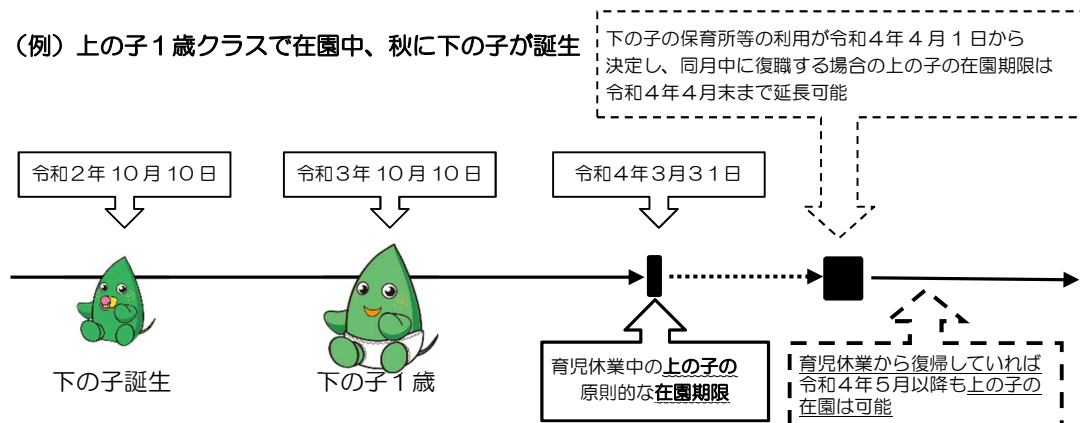 （例）上の子１歳クラスで在園中、秋に下の子が誕生
下の子の保育所等の利用が令和４年４月１日から
決定し、同月中に復職する場合の上の子の在園期限は
令和４年４月末まで延長可能
令和２年１０月１０日
令和３年１０月１０日
令和４年３月３１日
下の子誕生
下の子１歳
育児休業中の上の子の
原則的な在園期限
育児休業から復帰していれば
令和４年５月以降も上の子の
在園は可能